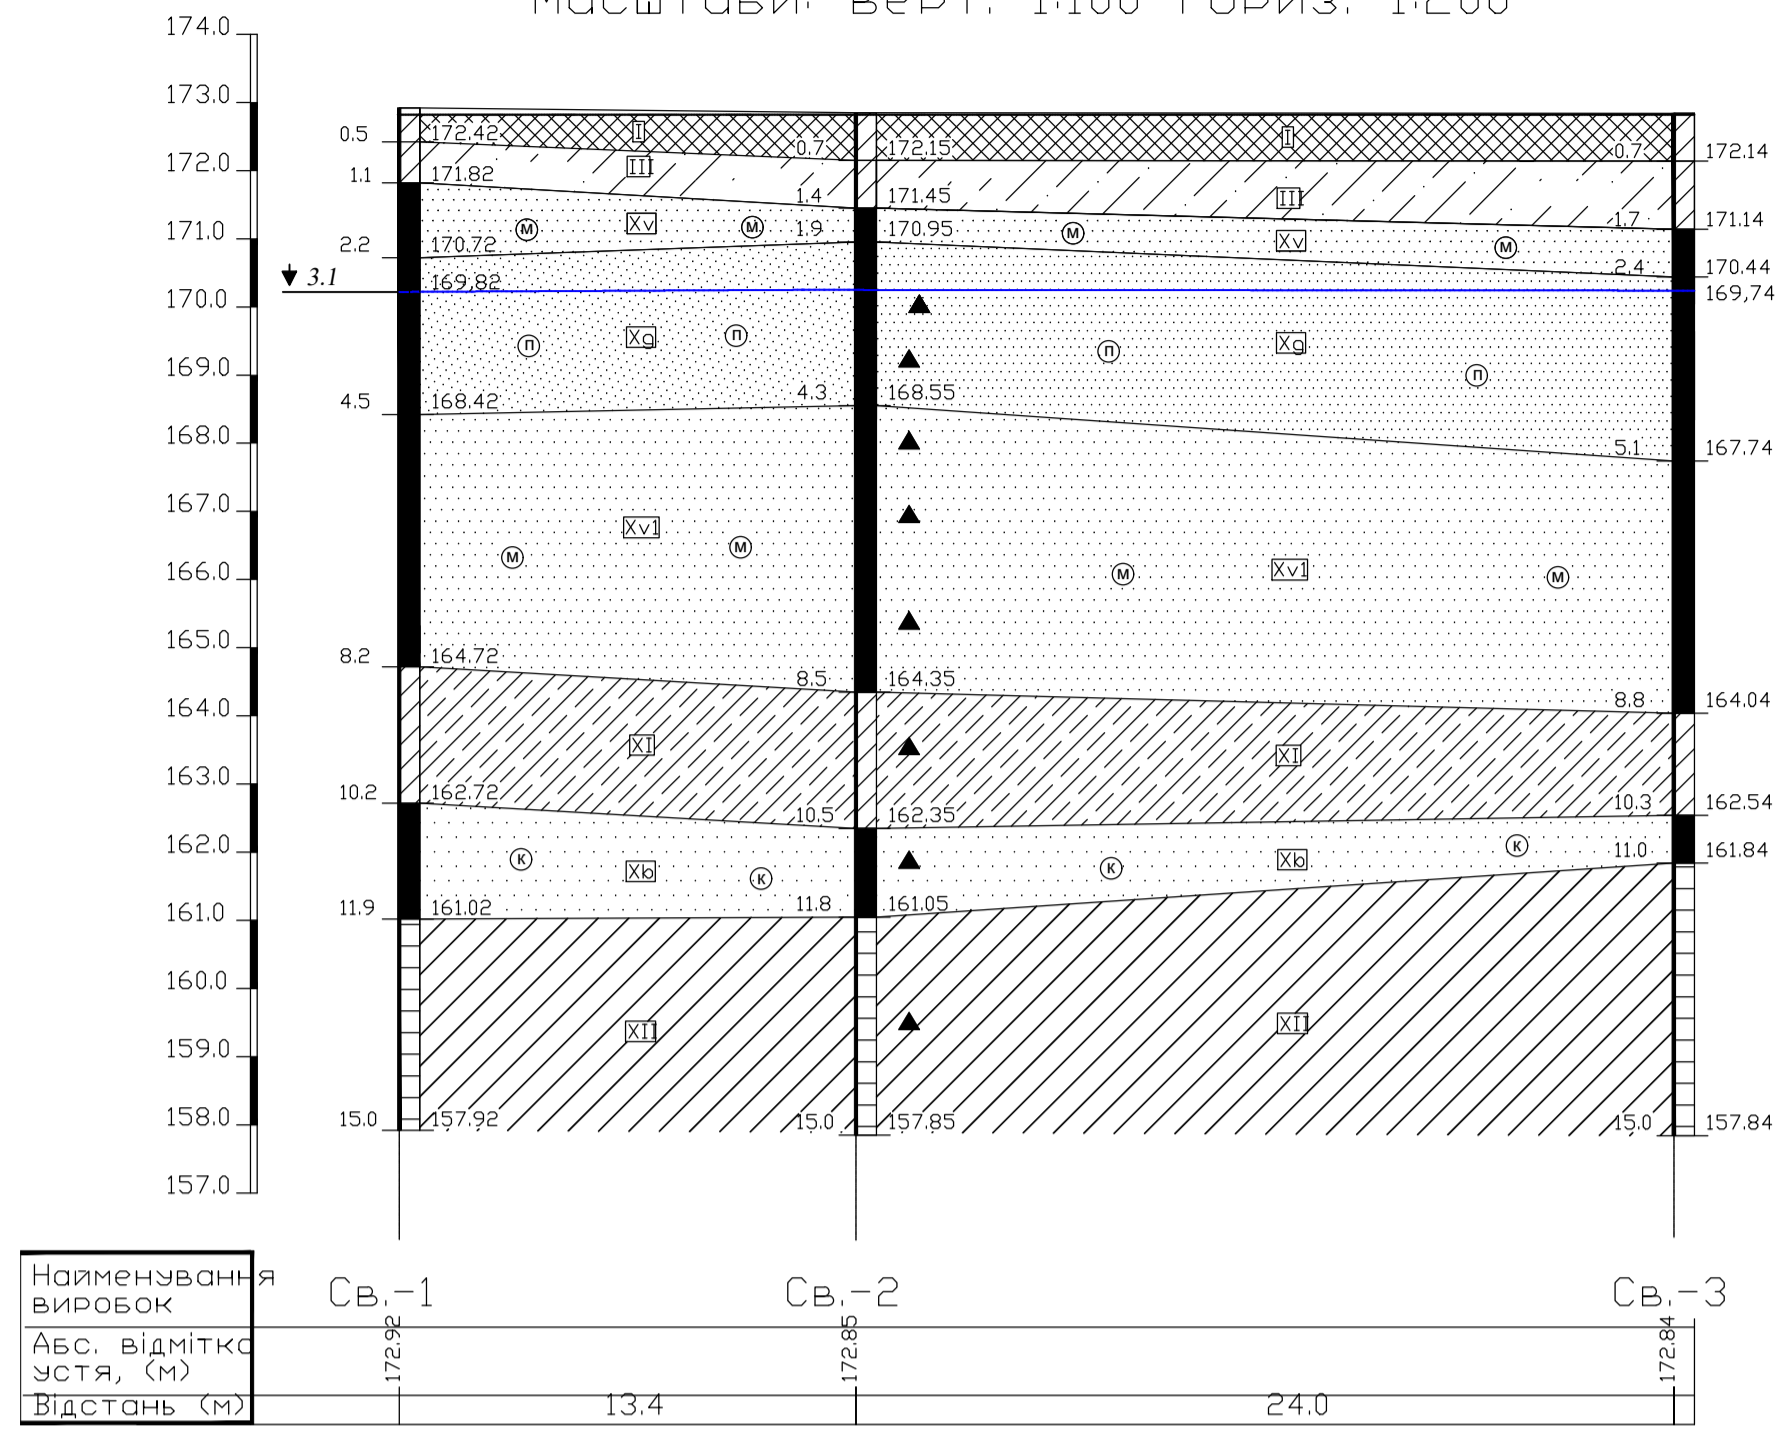 Масштаби: верт. 1:100 гориз. 1:200
174.0
173.0
0.5 172.42 I 0.7 172.15 I 0.7 172.14
172.0
III
1.1 171.82 1.4 171.45 III 1.7 171.14
М Xv М 1.9 170.95 М Xv М
171.0
2.2 170.72 2.4 170.44
3.1 169,82 169,74
170.0
П Xg П П Xg П
169.0
4.5 168.42 4.3 168.55
168.0
5.1 167.74
167.0
М Xv1 М М Xv1 М
166.0
165.0
8.2 164.72 8.5 164.35 8.8 164.04
164.0
XI XI
163.0
10.2 162.72 10.5 162.35 10.3 162.54
162.0
К Xb К К Xb К 11.0 161.84
11.9 161.02 11.8 161.05
161.0
160.0
XII XII
159.0
15.0 157.92 15.0 157.85 15.0 157.84
158.0
157.0
Найменування
виробок
Св.-1 Св.-2 Св.-3
Абс. відмітка
устя, (м)
172.92 172.85 172.84
Відстань (м) 13.4 24.0